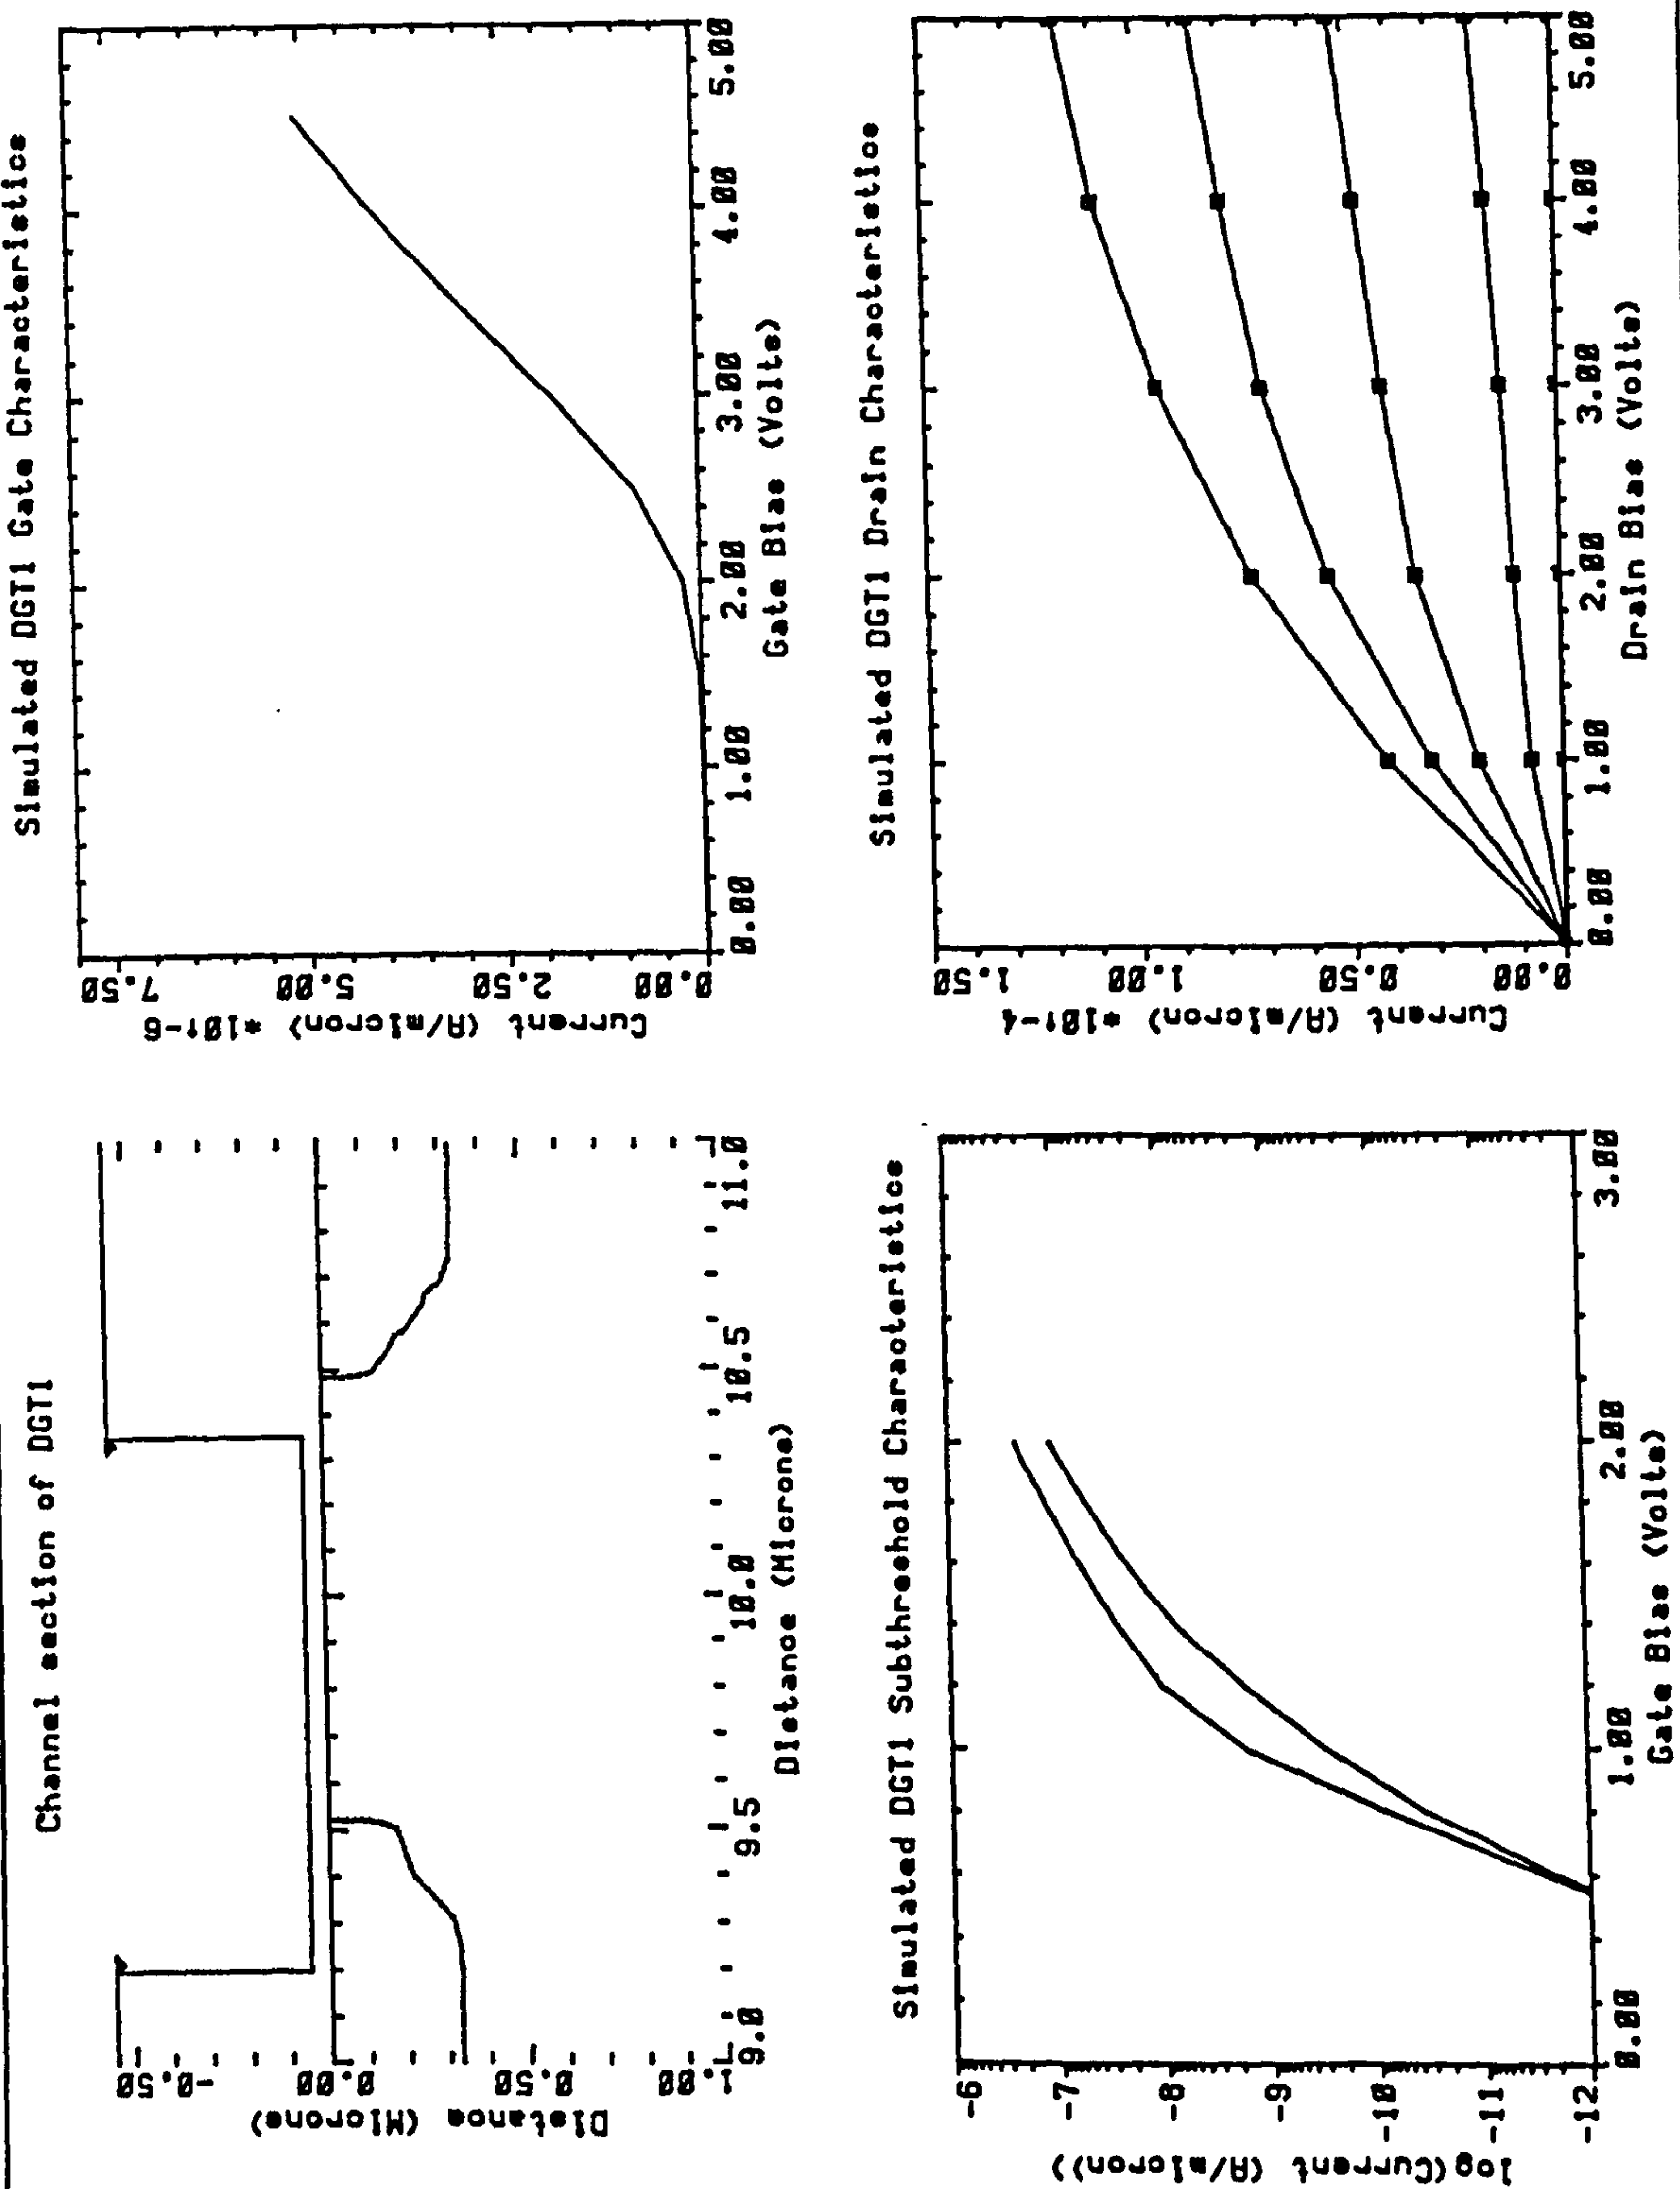 Channel section of DGT1
-0.50
0.00
0.50
1.00
Distance (Microns)
9.0 9.5 10.0 10.5 11.0
Distance (Microns)
Simulated DGT1 Gate Characteristics
7.50
5.00
2.50
0.00
Current (A/micron) *10↑-6
0.00 1.00 2.00 3.00 4.00 5.00
Gate Bias (Volts)
Simulated DGT1 Subthreshold Characteristics
-6
-7
-8
-9
-10
-11
-12
log(Current (A/micron))
0.00 1.00 2.00 3.00
Gate Bias (Volts)
Simulated DGT1 Drain Characteristics
1.50
1.00
0.50
0.00
Current (A/micron) *10↑-4
0.00 1.00 2.00 3.00 4.00 5.00
Drain Bias (Volts)